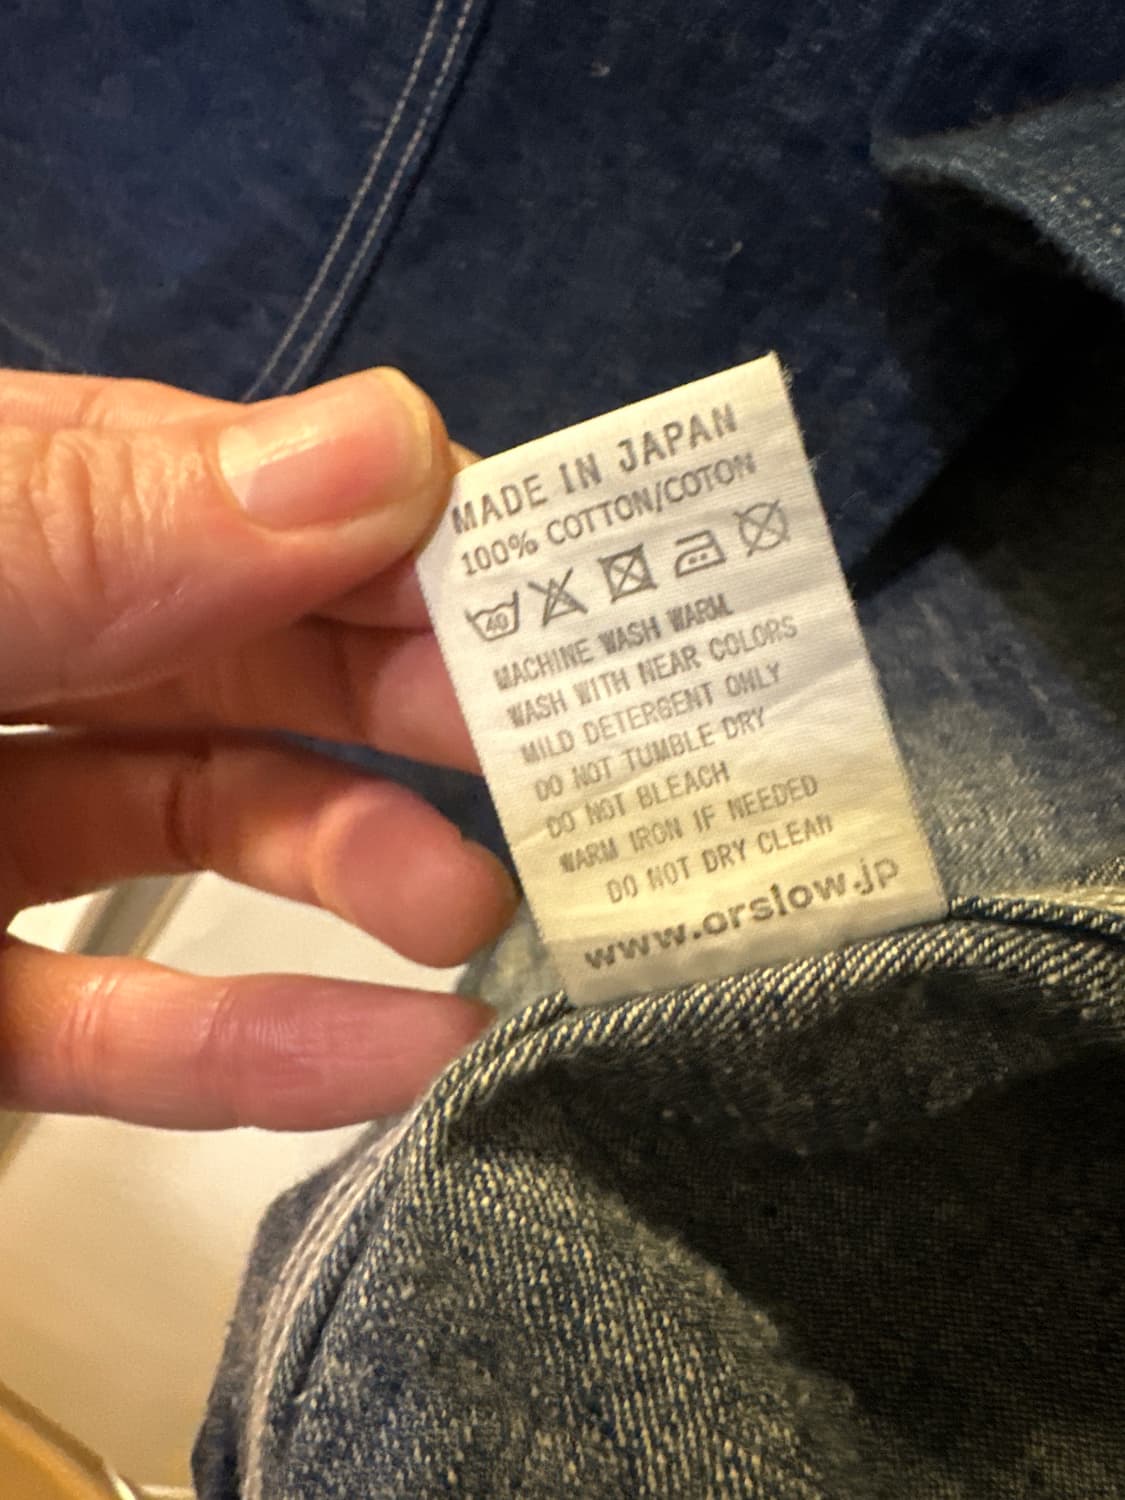 MADE IN JAPAN
100% COTTON/COTON
40
MACHINE WASH WARM
WASH WITH NEAR COLORS
MILD DETERGENT ONLY
DO NOT TUMBLE DRY
DO NOT BLEACH
WARM IRON IF NEEDED
DO NOT DRY CLEAN
www.orslow.jp